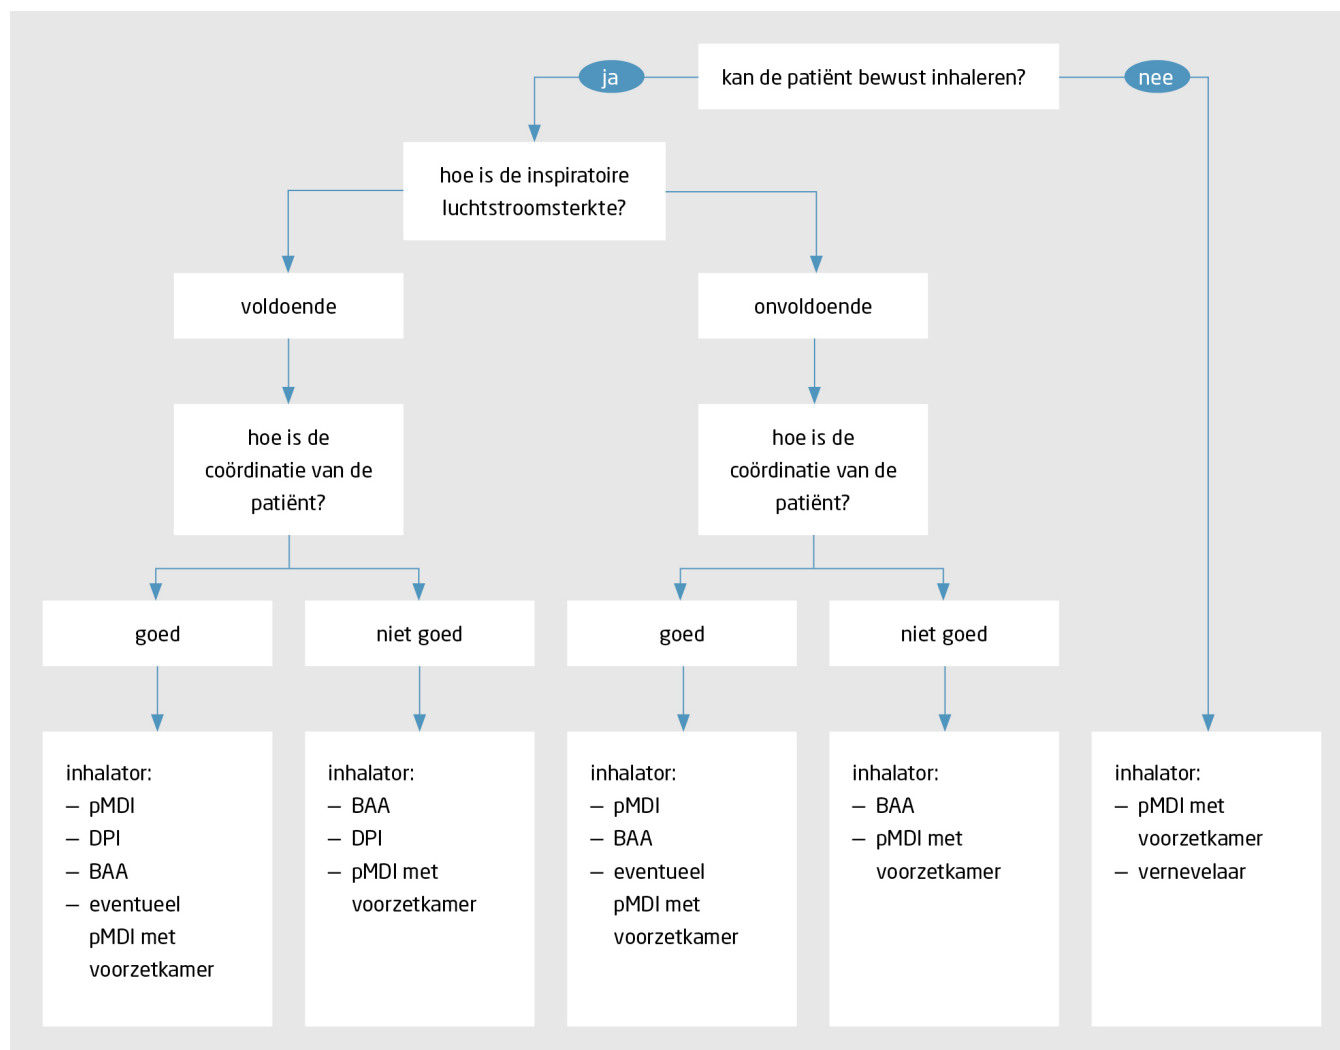 kan de patiënt bewust inhaleren?
ja
nee
hoe is de inspiratoire
luchtstroomsterkte?
voldoende
onvoldoende
hoe is de
coördinatie van de
patiënt?
hoe is de
coördinatie van de
patiënt?
goed
niet goed
goed
niet goed
inhalator:
– pMDI
– DPI
– BAA
– eventueel
pMDI met
voorzetkamer
inhalator:
– BAA
– DPI
– pMDI met
voorzetkamer
inhalator:
– pMDI
– BAA
– eventueel
pMDI met
voorzetkamer
inhalator:
– BAA
– pMDI met
voorzetkamer
inhalator:
– pMDI met
voorzetkamer
– vernevelaar